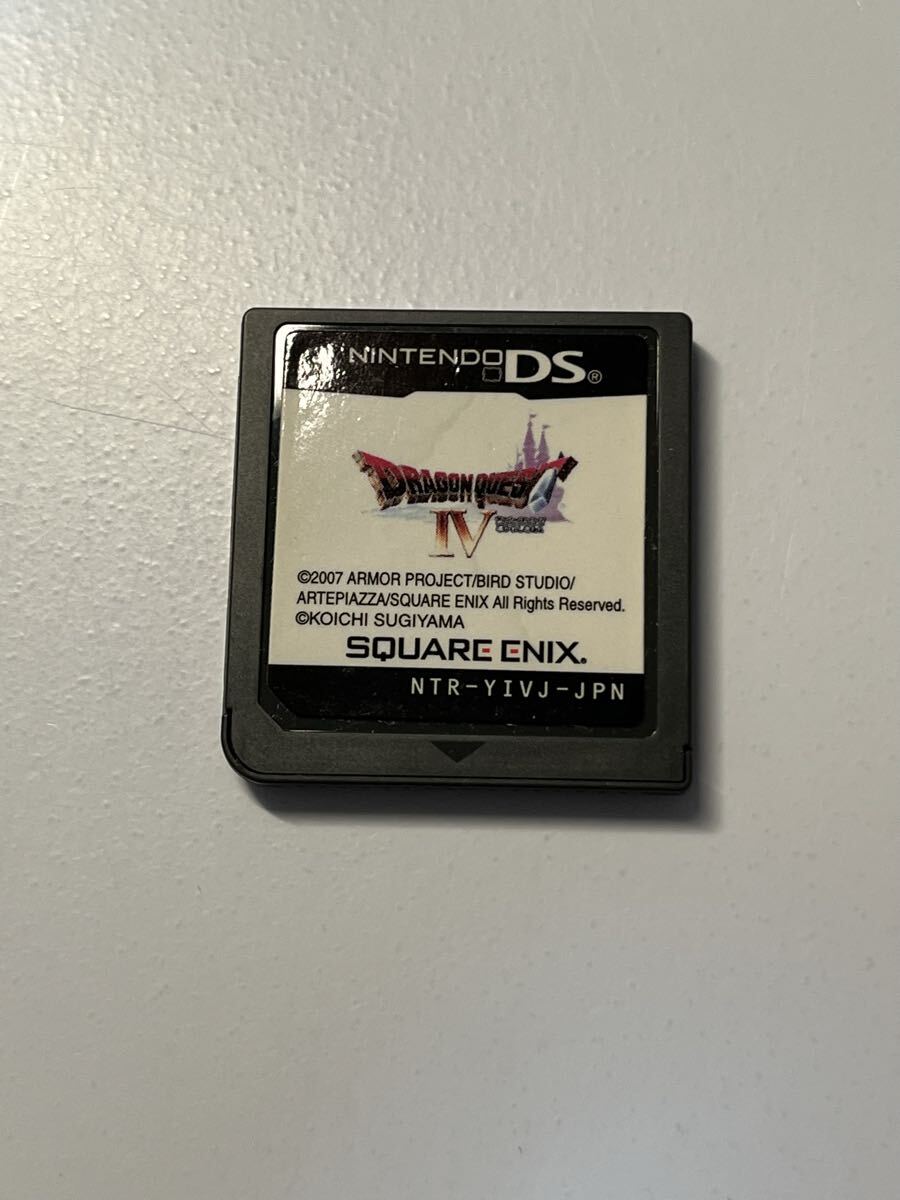 NINTENDO DS®
DRAGON QUEST
IV
©2007 ARMOR PROJECT/BIRD STUDIO/
ARTEPIAZZA/SQUARE ENIX All Rights Reserved.
©KOICHI SUGIYAMA
SQUARE ENIX.
NTR-YIVJ-JPN